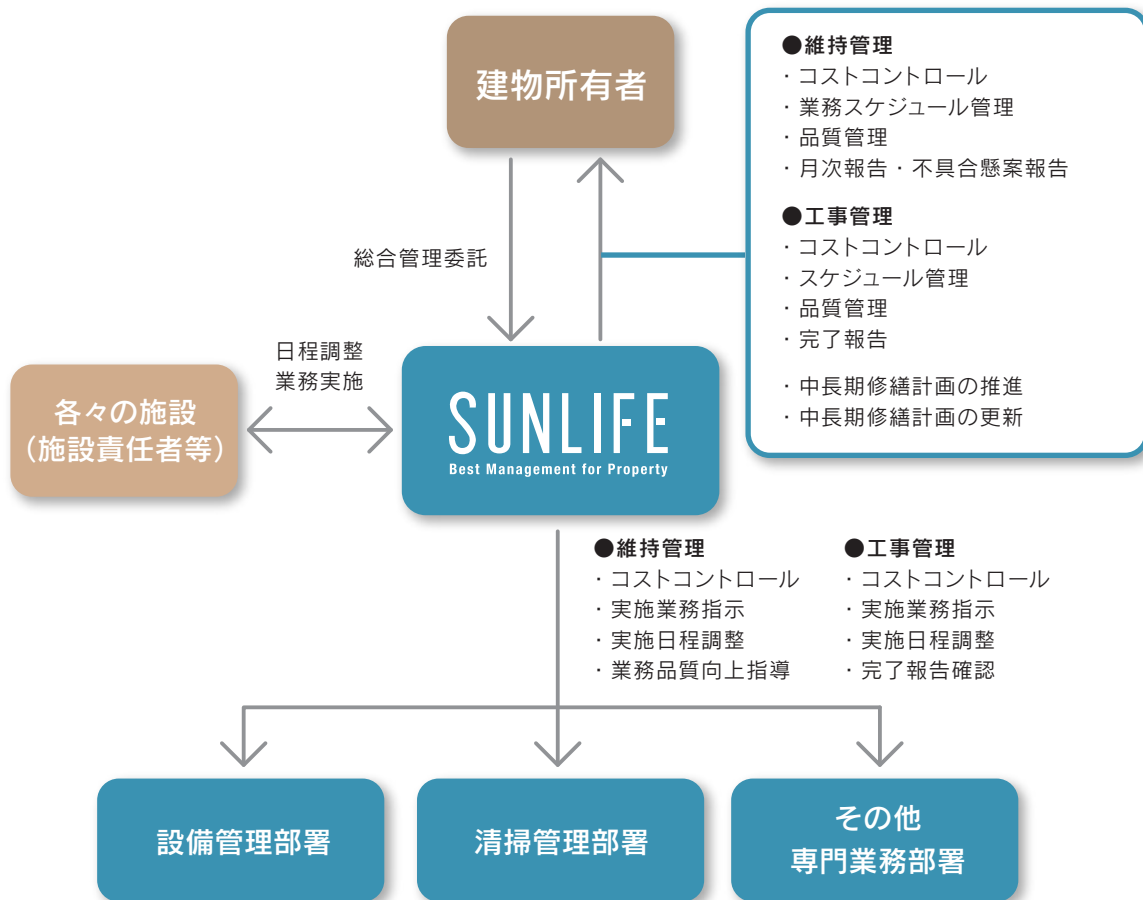 建物所有者
●維持管理
・コストコントロール
・業務スケジュール管理
・品質管理
・月次報告・不具合懸案報告
●工事管理
・コストコントロール
・スケジュール管理
・品質管理
・完了報告
・中長期修繕計画の推進
・中長期修繕計画の更新
総合管理委託
日程調整
業務実施
各々の施設
(施設責任者等)
SUNLIFE
Best Management for Property
●維持管理
・コストコントロール
・実施業務指示
・実施日程調整
・業務品質向上指導
●工事管理
・コストコントロール
・実施業務指示
・実施日程調整
・完了報告確認
設備管理部署
清掃管理部署
その他
専門業務部署